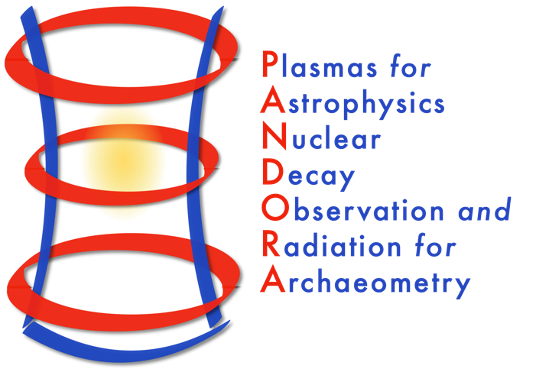 Plasmas for
Astrophysics
Nuclear
Decay
Observation and
Radiation for
Archaeometry